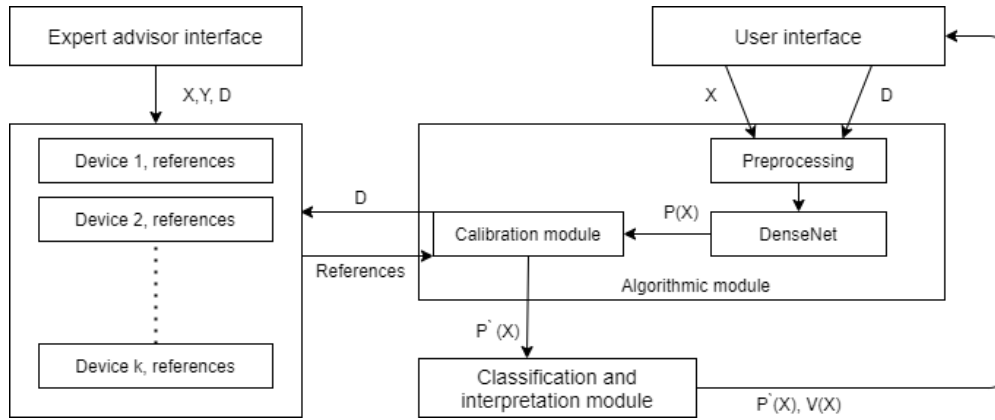 Expert advisor interface
User interface
X,Y, D
X
D
Device 1, references
Preprocessing
Device 2, references
D
P(X)
Calibration module
DenseNet
References
Algorithmic module
P`(X)
Device k, references
Classification and
interpretation module
P`(X), V(X)